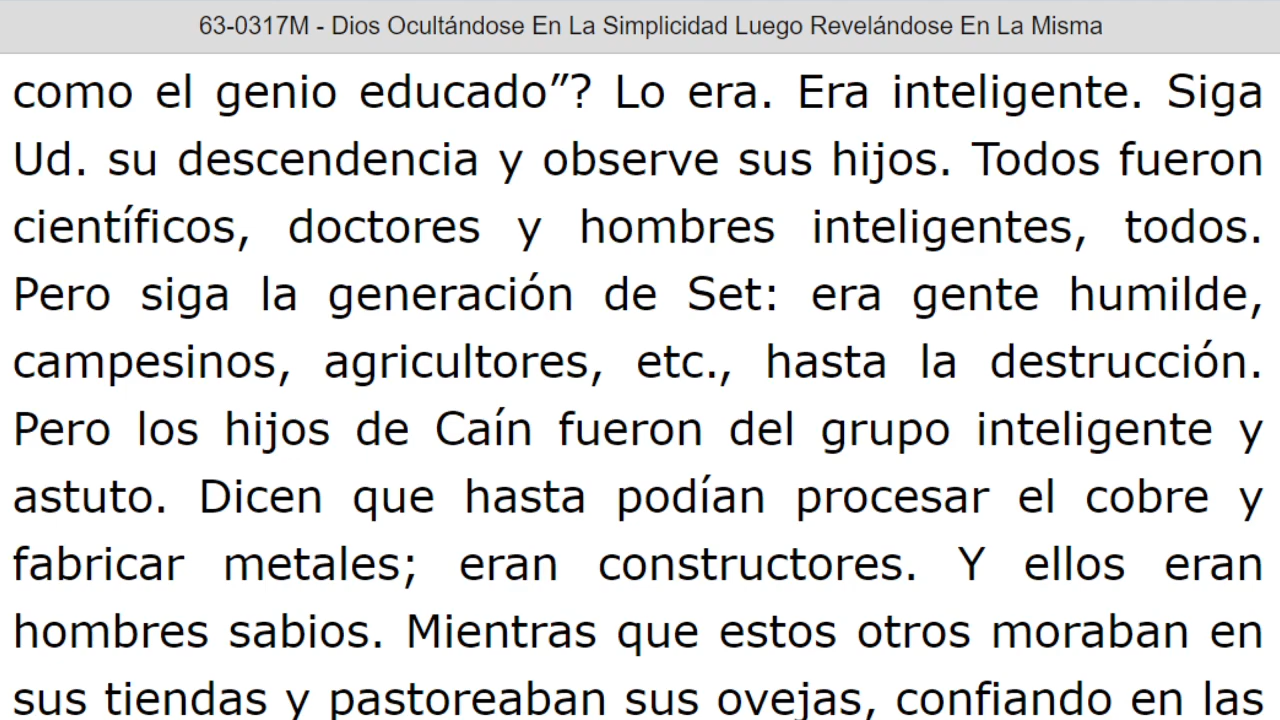 63-0317M - Dios Ocultándose En La Simplicidad Luego Revelándose En La Misma
como el genio educado”? Lo era. Era inteligente. Siga
Ud. su descendencia y observe sus hijos. Todos fueron
científicos, doctores y hombres inteligentes, todos.
Pero siga la generación de Set: era gente humilde,
campesinos, agricultores, etc., hasta la destrucción.
Pero los hijos de Caín fueron del grupo inteligente y
astuto. Dicen que hasta podían procesar el cobre y
fabricar metales; eran constructores. Y ellos eran
hombres sabios. Mientras que estos otros moraban en
sus tiendas y pastoreaban sus ovejas, confiando en las